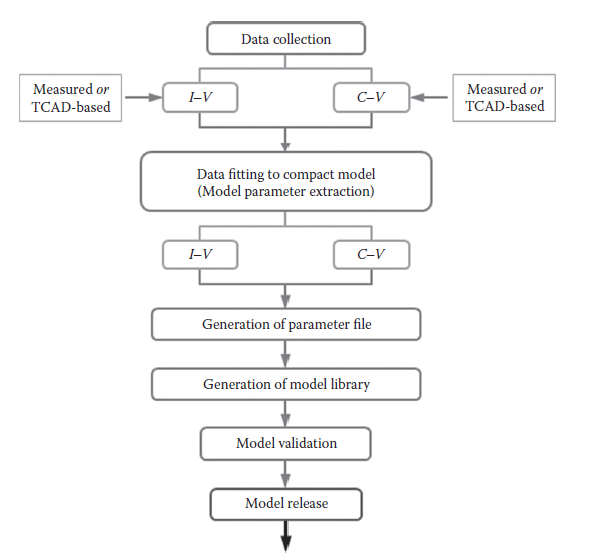 Data collection
Measured or
TCAD-based
I–V
C–V
Measured or
TCAD-based
Data fitting to compact model
(Model parameter extraction)
I–V
C–V
Generation of parameter file
Generation of model library
Model validation
Model release